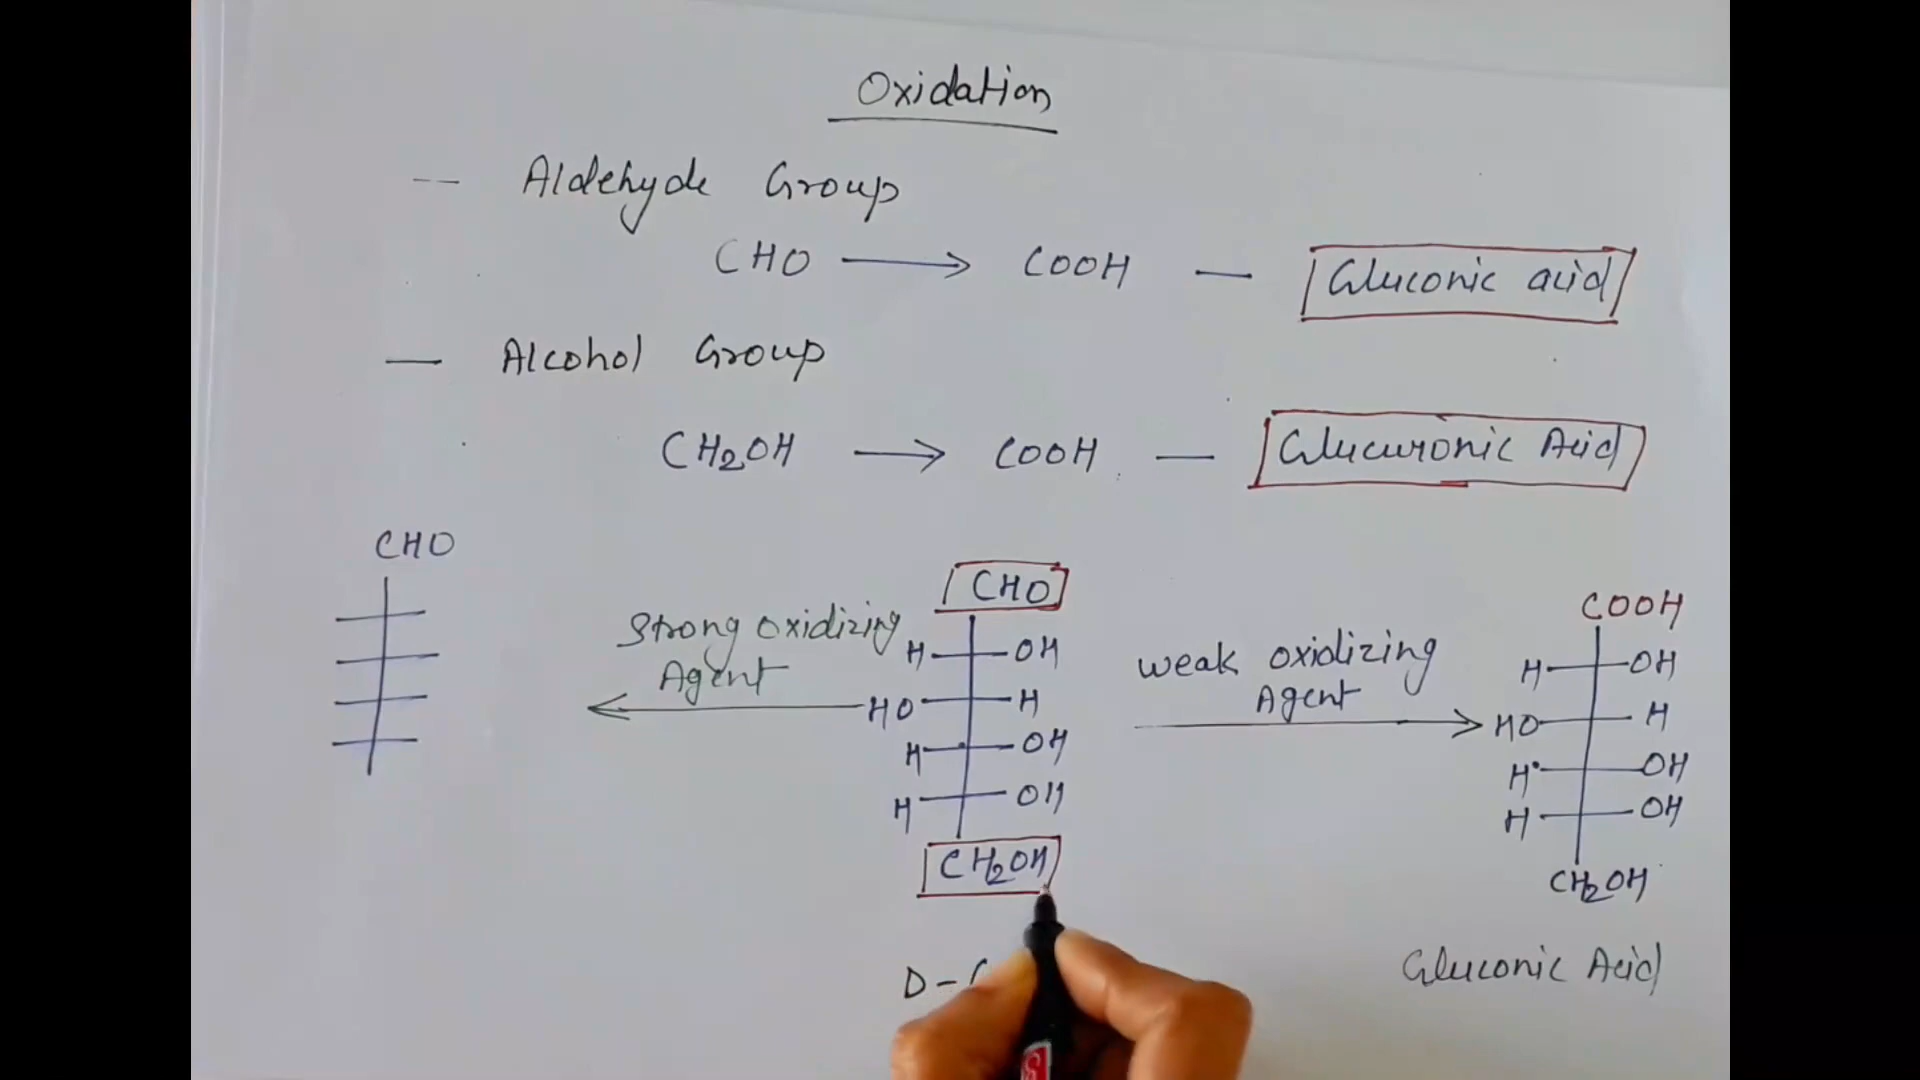 Oxidation
-- Aldehyde Group
CHO → COOH — Gluconic acid
— Alcohol Group
CH2OH → COOH — Glucuronic Acid
CHO
Strong oxidizing
Agent
CHO
H OH
HO H
H OH
H OH
CH2OH
D-
weak oxidizing
Agent
COOH
H OH
HO H
H OH
H OH
CH2OH
Gluconic Acid